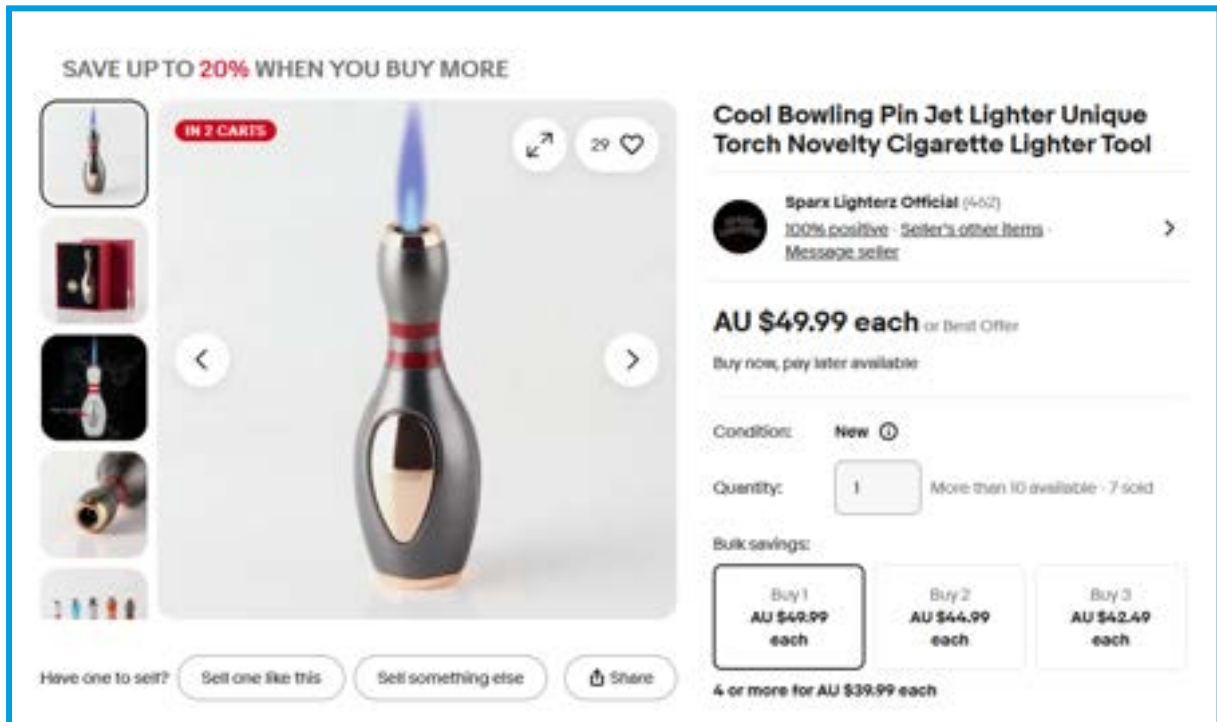 SAVE UP TO 20% WHEN YOU BUY MORE
IN 2 CARTS
29
Cool Bowling Pin Jet Lighter Unique
Torch Novelty Cigarette Lighter Tool
Sparx Lighterz Official (462)
100% positive · Seller's other items ·
Message seller
AU $49.99 each or Best Offer
Buy now, pay later available
Condition: New
Quantity: 1 More than 10 available · 7 sold
Bulk savings:
Buy 1
AU $49.99
each
Buy 2
AU $44.99
each
Buy 3
AU $42.49
each
4 or more for AU $39.99 each
Have one to sell? Sell one like this Sell something else Share